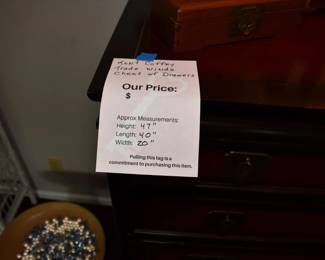 Kent Coffey
Trade Winds
Chest of Drawers
Our Price:
$
Approx Measurements:
Height: 47"
Length: 40"
Width: 20"
Pulling this tag is a
commitment to purchasing this item.